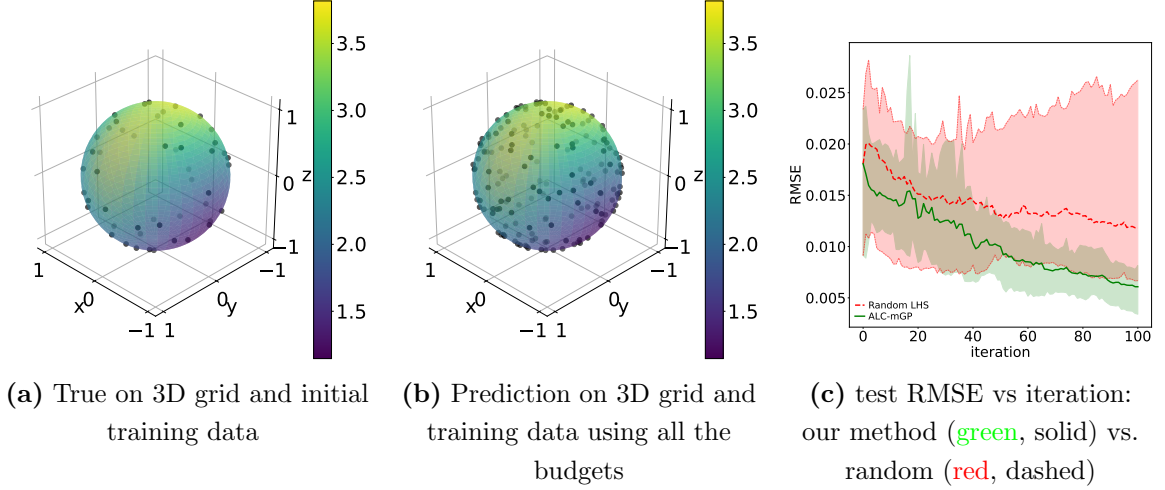 3.5
3.0
2.5
2.0
1.5
1
0
−1
z
1
0
−1
x
1
0
−1
y
3.5
3.0
2.5
2.0
1.5
1
0
−1
z
1
0
−1
x
1
0
−1
y
0.025
0.020
0.015
0.010
0.005
RMSE
Random LHS
ALC-mGP
0 20 40 60 80 100
iteration
(a) True on 3D grid and initial
training data
(b) Prediction on 3D grid and
training data using all the
budgets
(c) test RMSE vs iteration:
our method (green, solid) vs.
random (red, dashed)